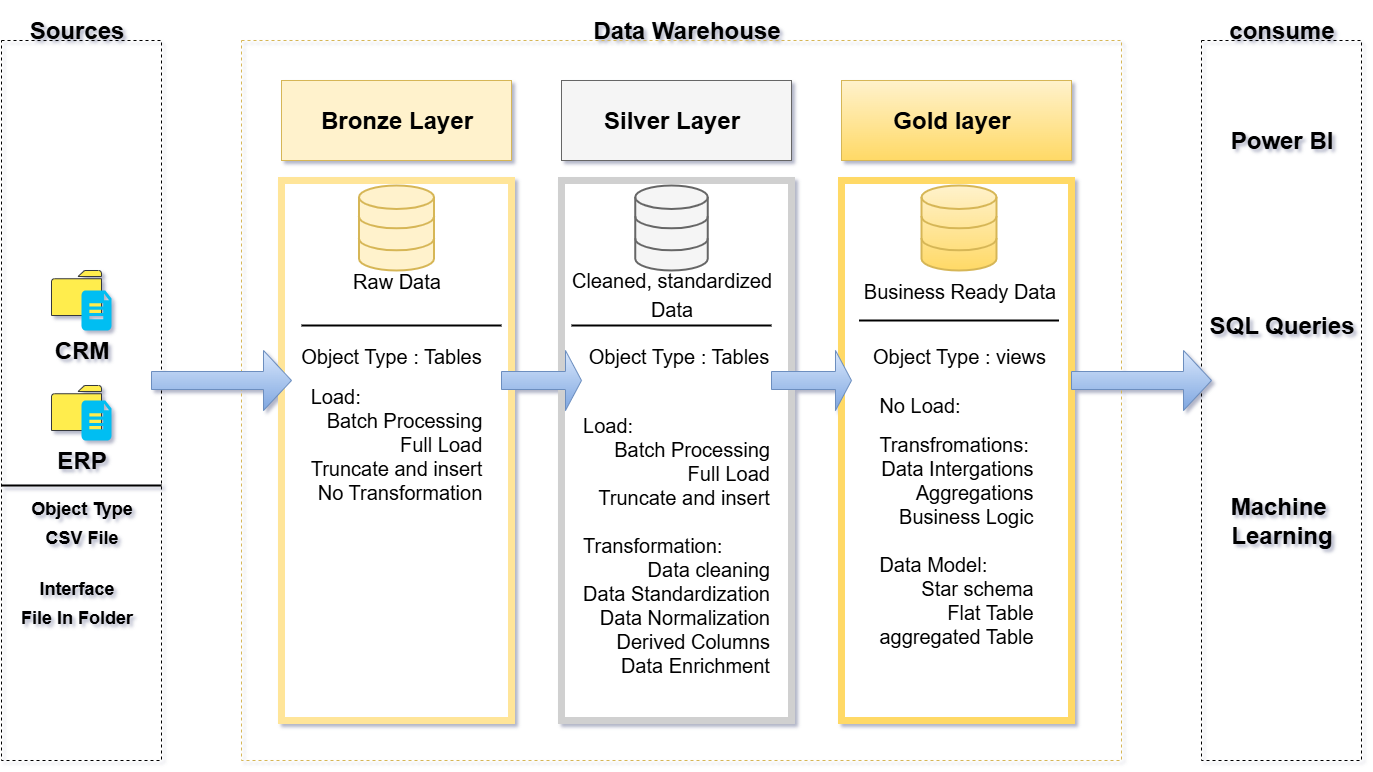 Sources
CRM
ERP
Object Type
CSV File
Interface
File In Folder
Data Warehouse
Bronze Layer
Raw Data
Object Type : Tables
Load:
Batch Processing
Full Load
Truncate and insert
No Transformation
Silver Layer
Cleaned, standardized
Data
Object Type : Tables
Load:
Batch Processing
Full Load
Truncate and insert
Transformation:
Data cleaning
Data Standardization
Data Normalization
Derived Columns
Data Enrichment
Gold layer
Business Ready Data
Object Type : views
No Load:
Transfromations:
Data Intergations
Aggregations
Business Logic
Data Model:
Star schema
Flat Table
aggregated Table
consume
Power BI
SQL Queries
Machine
Learning